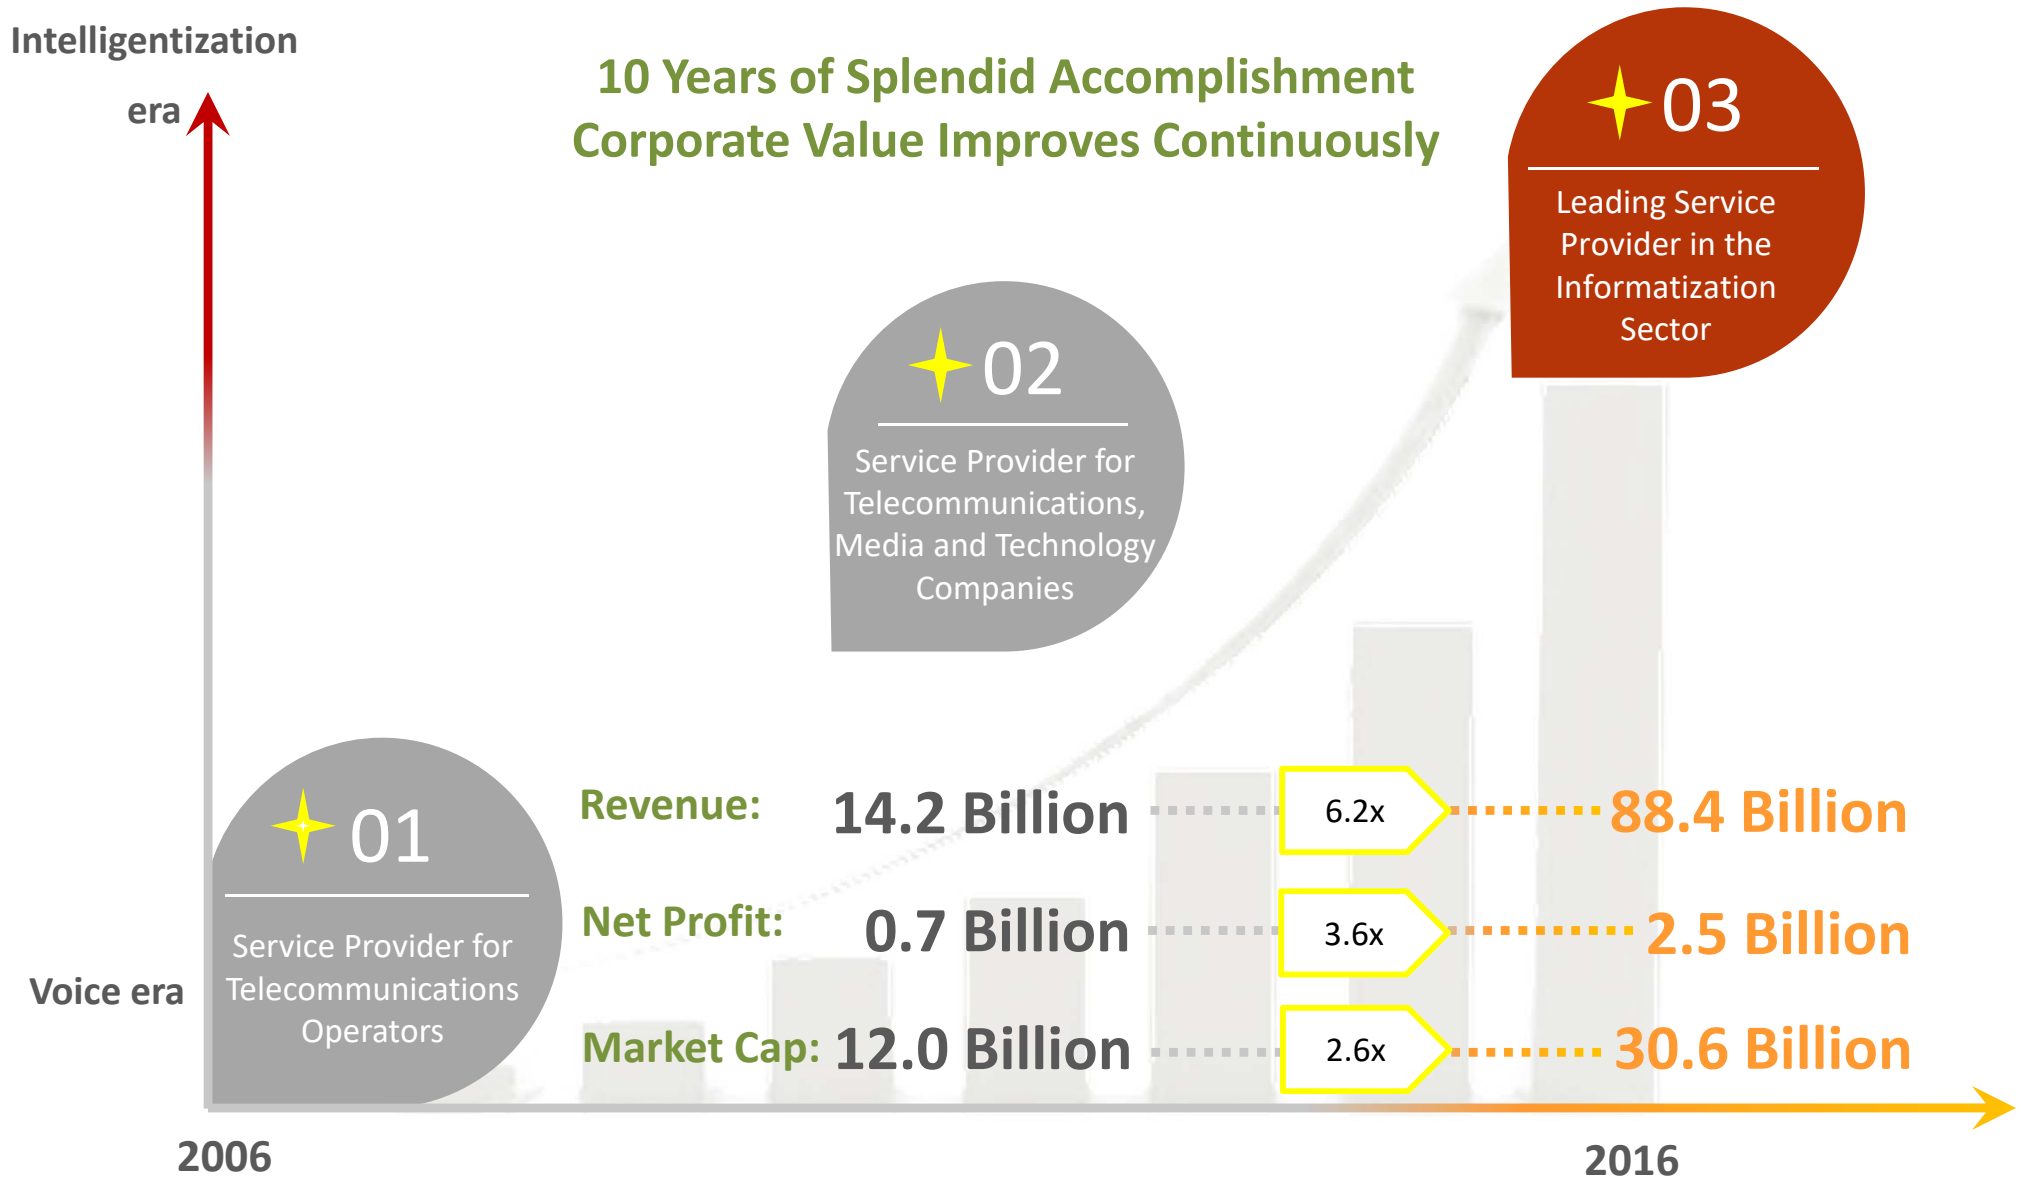 Intelligentization
era
10 Years of Splendid Accomplishment
Corporate Value Improves Continuously
03
Leading Service
Provider in the
Informatization
Sector
02
Service Provider for
Telecommunications,
Media and Technology
Companies
01
Service Provider for
Telecommunications
Operators
Voice era
Revenue: 14.2 Billion 6.2x 88.4 Billion
Net Profit: 0.7 Billion 3.6x 2.5 Billion
Market Cap: 12.0 Billion 2.6x 30.6 Billion
2006 2016